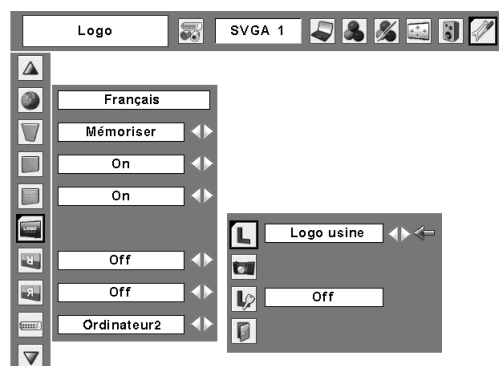 Logo
SVGA 1
Français
Mémoriser
On
On
LOGO
Logo usine
Off
Off
Off
Ordinateur2